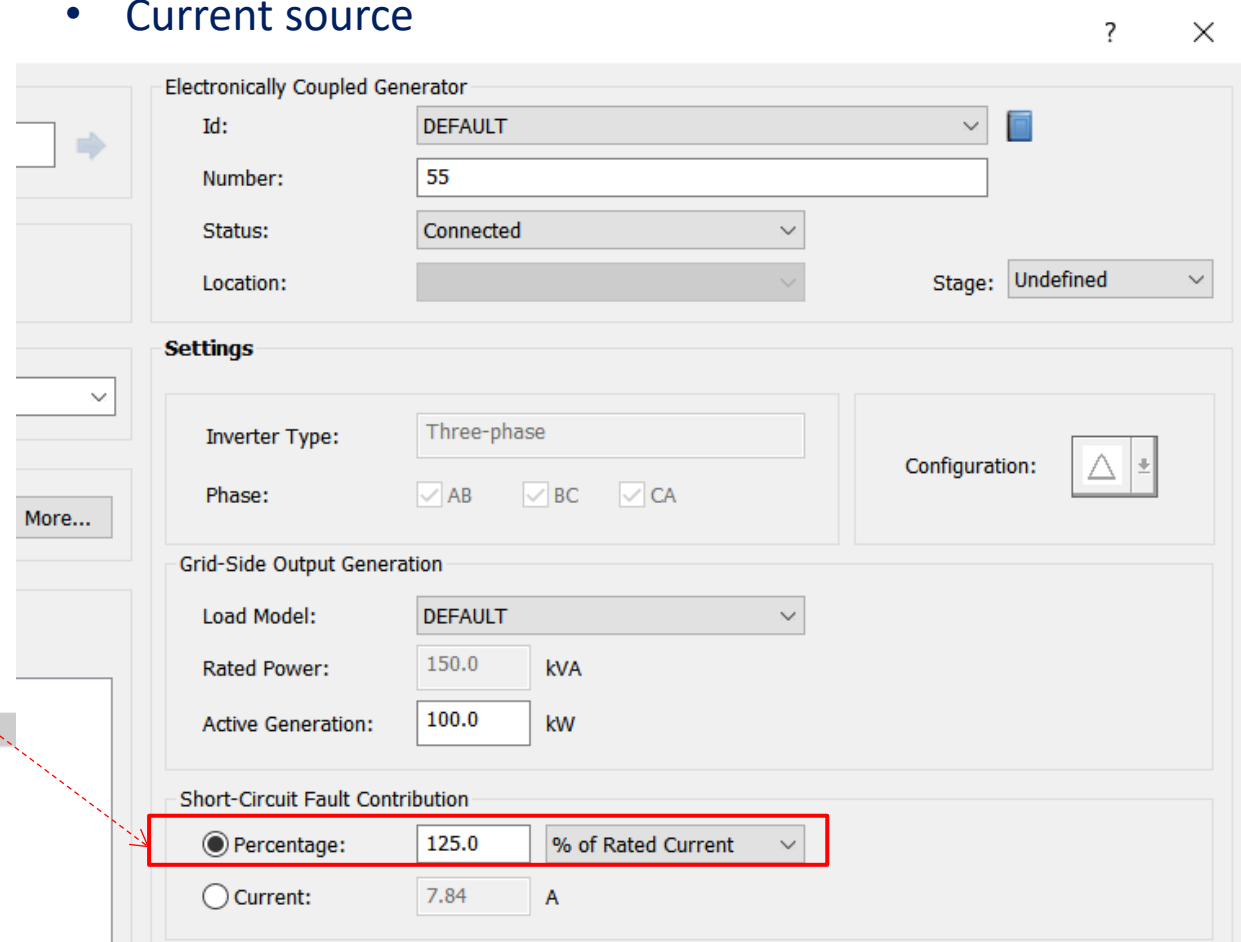 • Current source
?
Electronically Coupled Generator
Id: DEFAULT
Number: 55
Status: Connected
Location:
Stage: Undefined
Settings
Inverter Type: Three-phase
Configuration:
Phase: AB BC CA
More...
Grid-Side Output Generation
Load Model: DEFAULT
Rated Power: 150.0 kVA
Active Generation: 100.0 kW
Short-Circuit Fault Contribution
Percentage: 125.0 % of Rated Current
Current: 7.84 A